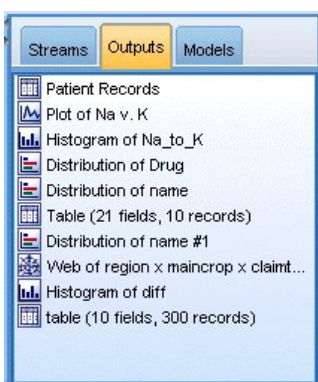 Streams Outputs Models
Patient Records
Plot of Na v. K
Histogram of Na_to_K
Distribution of Drug
Distribution of name
Table (21 fields, 10 records)
Distribution of name #1
Web of region x maincrop x claimt...
Histogram of diff
table (10 fields, 300 records)